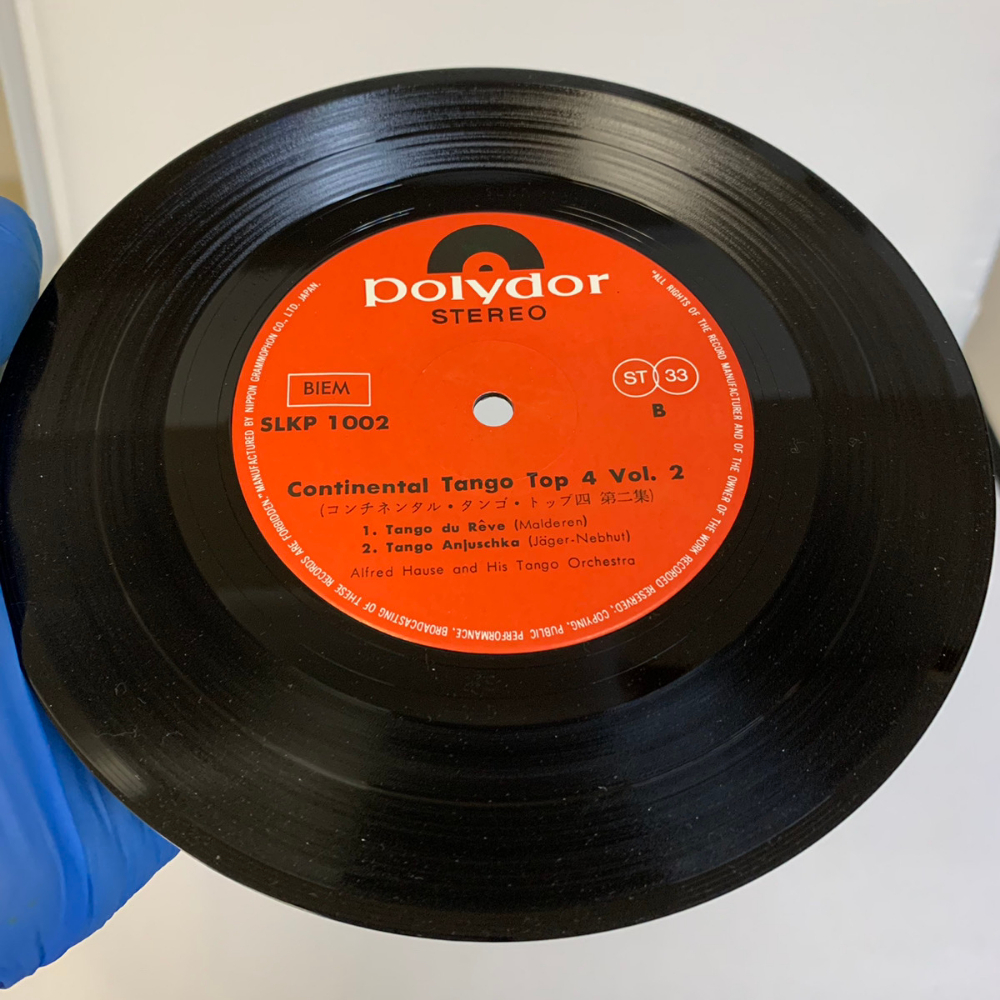 polydor
STEREO
BIEM
ST 33
SLKP 1002
B
Continental Tango Top 4 Vol. 2
(コンチネンタル・タンゴ・トップ四 第二集)
1. Tango du Rêve (Malderen)
2. Tango Anjuschka (Jäger-Nebhut)
Alfred Hause and His Tango Orchestra
"ALL RIGHTS OF THE RECORD MANUFACTURER AND OF THE OWNER OF THE WORK RECORDED RESERVED; COPYING, PUBLIC PERFORMANCE, BROADCASTING OF THESE RECORDS ARE FORBIDDEN." MANUFACTURED BY NIPPON GRAMMOPHON CO., LTD. JAPAN.